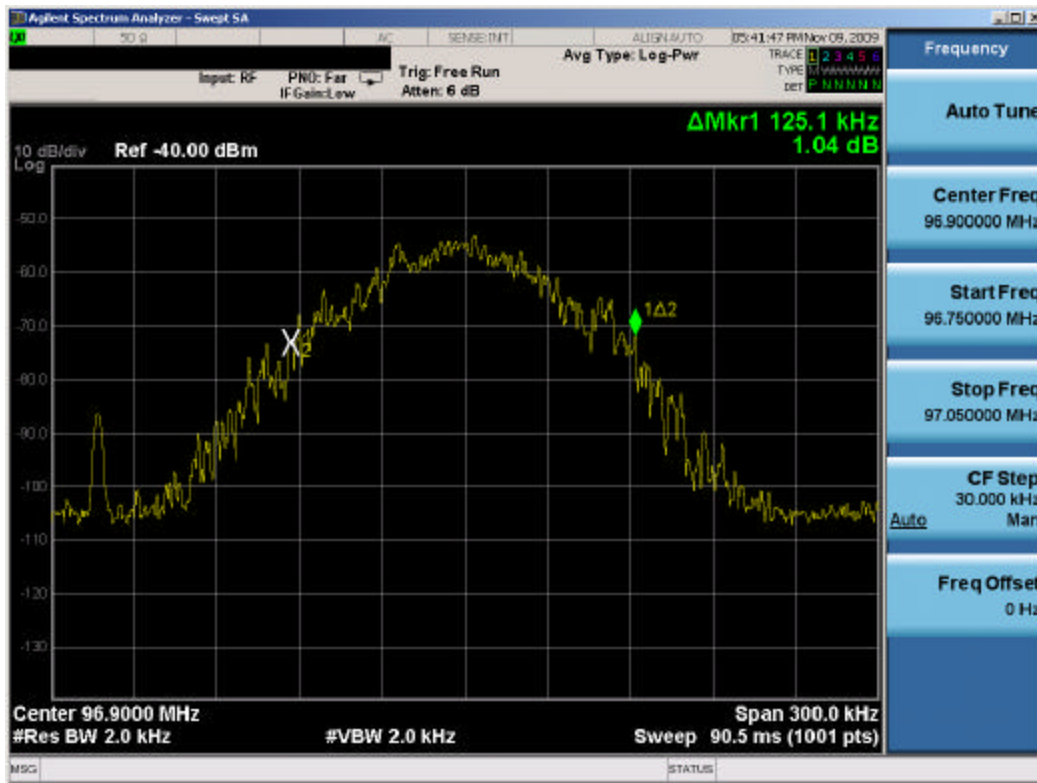 Agilent Spectrum Analyzer - Swept SA
50 Ω AC SENSE:INT ALIGN AUTO 05:41:47 PM Nov 09, 2009
Avg Type: Log-Pwr TRACE 1 2 3 4 5 6
Input: RF PNO: Far Trig: Free Run TYPE M
IFGain:Low Atten: 6 dB DET P N N N N N
ΔMkr1 125.1 kHz
1.04 dB
10 dB/div Ref -40.00 dBm
Log
-50.0
-60.0
-70.0
-80.0
-90.0
-100
-110
-120
-130
1Δ2
X
2
Center 96.9000 MHz Span 300.0 kHz
#Res BW 2.0 kHz #VBW 2.0 kHz Sweep 90.5 ms (1001 pts)
MSG STATUS
Frequency
Auto Tune
Center Freq
96.900000 MHz
Start Freq
96.750000 MHz
Stop Freq
97.050000 MHz
CF Step
30.000 kHz
Auto Man
Freq Offset
0 Hz